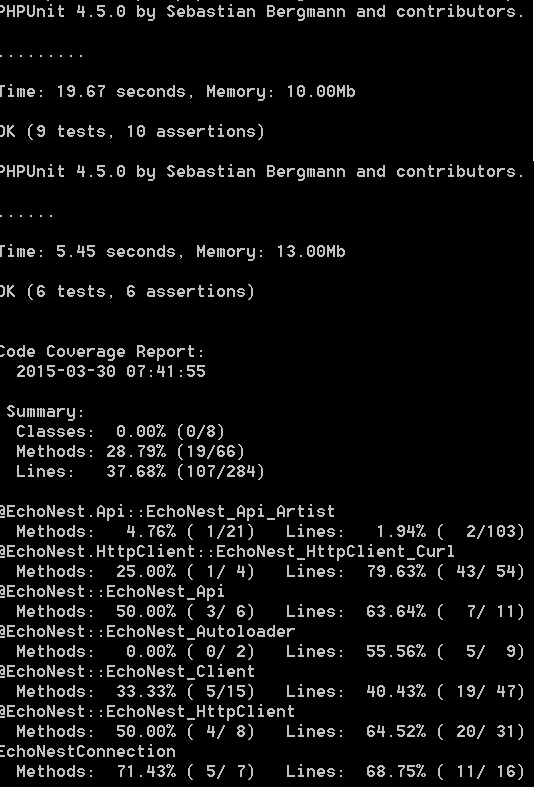 PHPUnit 4.5.0 by Sebastian Bergmann and contributors.
.........
Time: 19.67 seconds, Memory: 10.00Mb
OK (9 tests, 10 assertions)
PHPUnit 4.5.0 by Sebastian Bergmann and contributors.
......
Time: 5.45 seconds, Memory: 13.00Mb
OK (6 tests, 6 assertions)
Code Coverage Report:
  2015-03-30 07:41:55
 Summary:
  Classes:  0.00% (0/8)
  Methods: 28.79% (19/66)
  Lines:   37.68% (107/284)
@EchoNest.Api::EchoNest_Api_Artist
  Methods:   4.76% ( 1/21)   Lines:   1.94% (  2/103)
@EchoNest.HttpClient::EchoNest_HttpClient_Curl
  Methods:  25.00% ( 1/ 4)   Lines:  79.63% ( 43/ 54)
@EchoNest::EchoNest_Api
  Methods:  50.00% ( 3/ 6)   Lines:  63.64% (  7/ 11)
@EchoNest::EchoNest_Autoloader
  Methods:   0.00% ( 0/ 2)   Lines:  55.56% (  5/  9)
@EchoNest::EchoNest_Client
  Methods:  33.33% ( 5/15)   Lines:  40.43% ( 19/ 47)
@EchoNest::EchoNest_HttpClient
  Methods:  50.00% ( 4/ 8)   Lines:  64.52% ( 20/ 31)
EchoNestConnection
  Methods:  71.43% ( 5/ 7)   Lines:  68.75% ( 11/ 16)